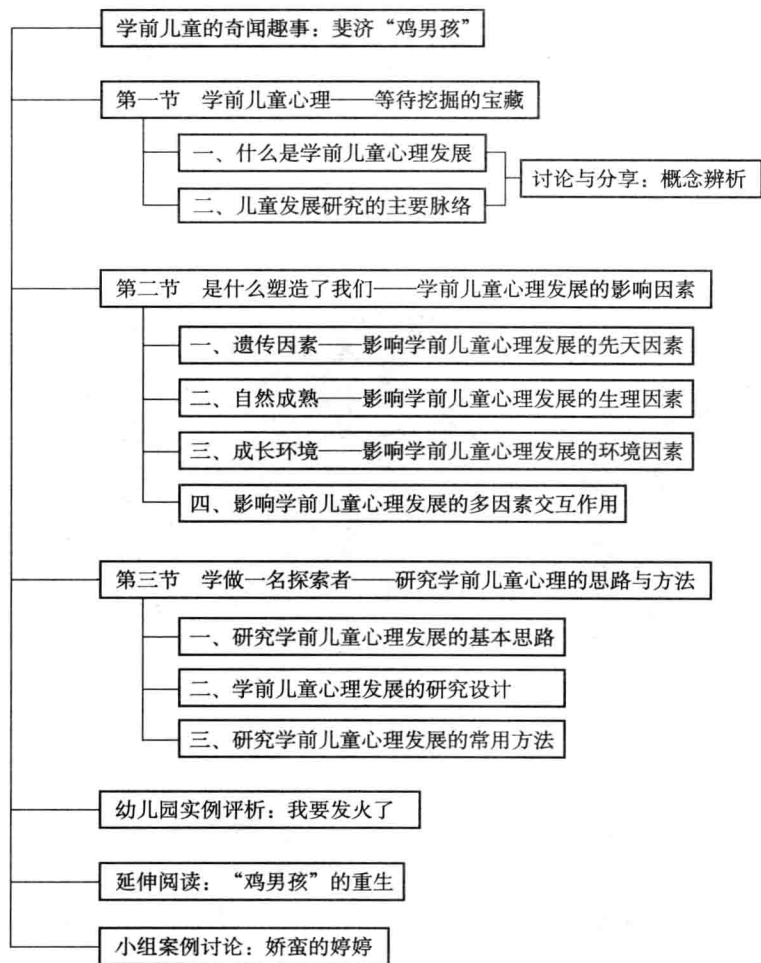 学前儿童的奇闻趣事：斐济“鸡男孩”
第一节　学前儿童心理——等待挖掘的宝藏
一、什么是学前儿童心理发展
二、儿童发展研究的主要脉络
讨论与分享：概念辨析
第二节　是什么塑造了我们——学前儿童心理发展的影响因素
一、遗传因素——影响学前儿童心理发展的先天因素
二、自然成熟——影响学前儿童心理发展的生理因素
三、成长环境——影响学前儿童心理发展的环境因素
四、影响学前儿童心理发展的多因素交互作用
第三节　学做一名探索者——研究学前儿童心理的思路与方法
一、研究学前儿童心理发展的基本思路
二、学前儿童心理发展的研究设计
三、研究学前儿童心理发展的常用方法
幼儿园实例评析：我要发火了
延伸阅读：“鸡男孩”的重生
小组案例讨论：娇蛮的婷婷